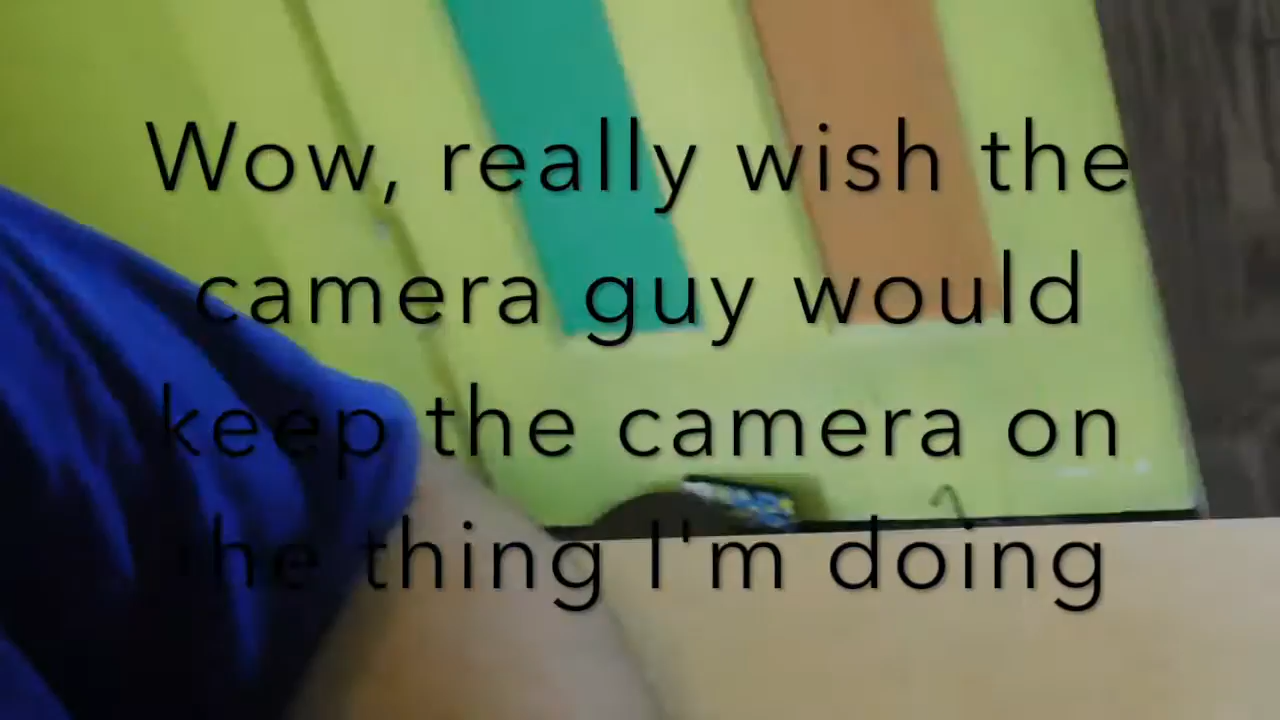 Wow, really wish the
camera guy would
keep the camera on
the thing I'm doing